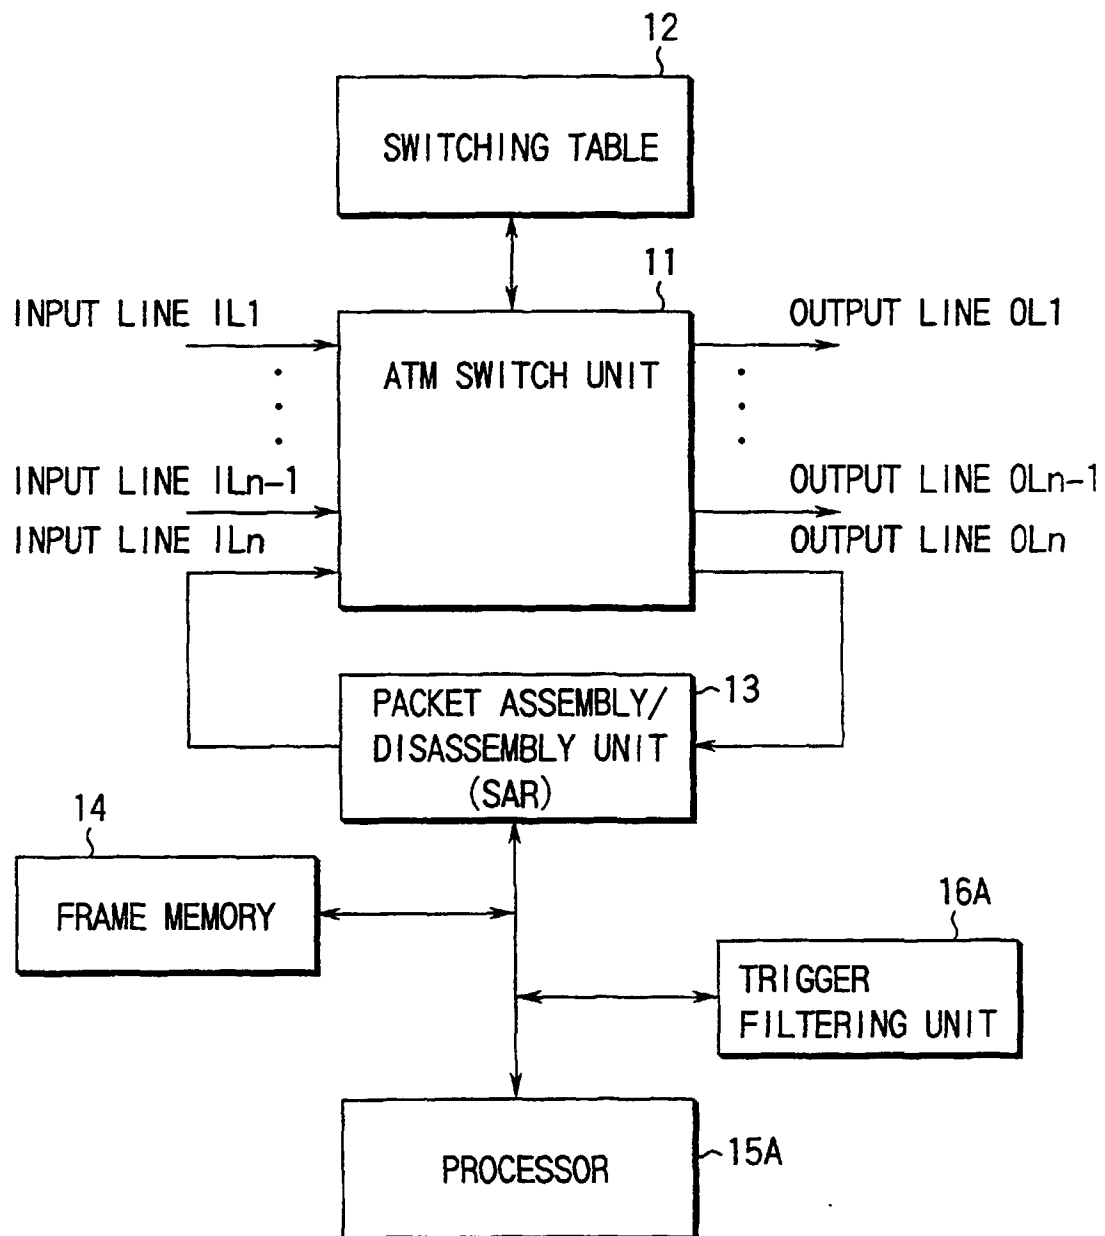 12
SWITCHING TABLE
11
INPUT LINE IL1
OUTPUT LINE OL1
ATM SWITCH UNIT
INPUT LINE ILn-1
OUTPUT LINE OLn-1
INPUT LINE ILn
OUTPUT LINE OLn
PACKET ASSEMBLY/
DISASSEMBLY UNIT
(SAR)
13
14
FRAME MEMORY
16A
TRIGGER
FILTERING UNIT
PROCESSOR
15A